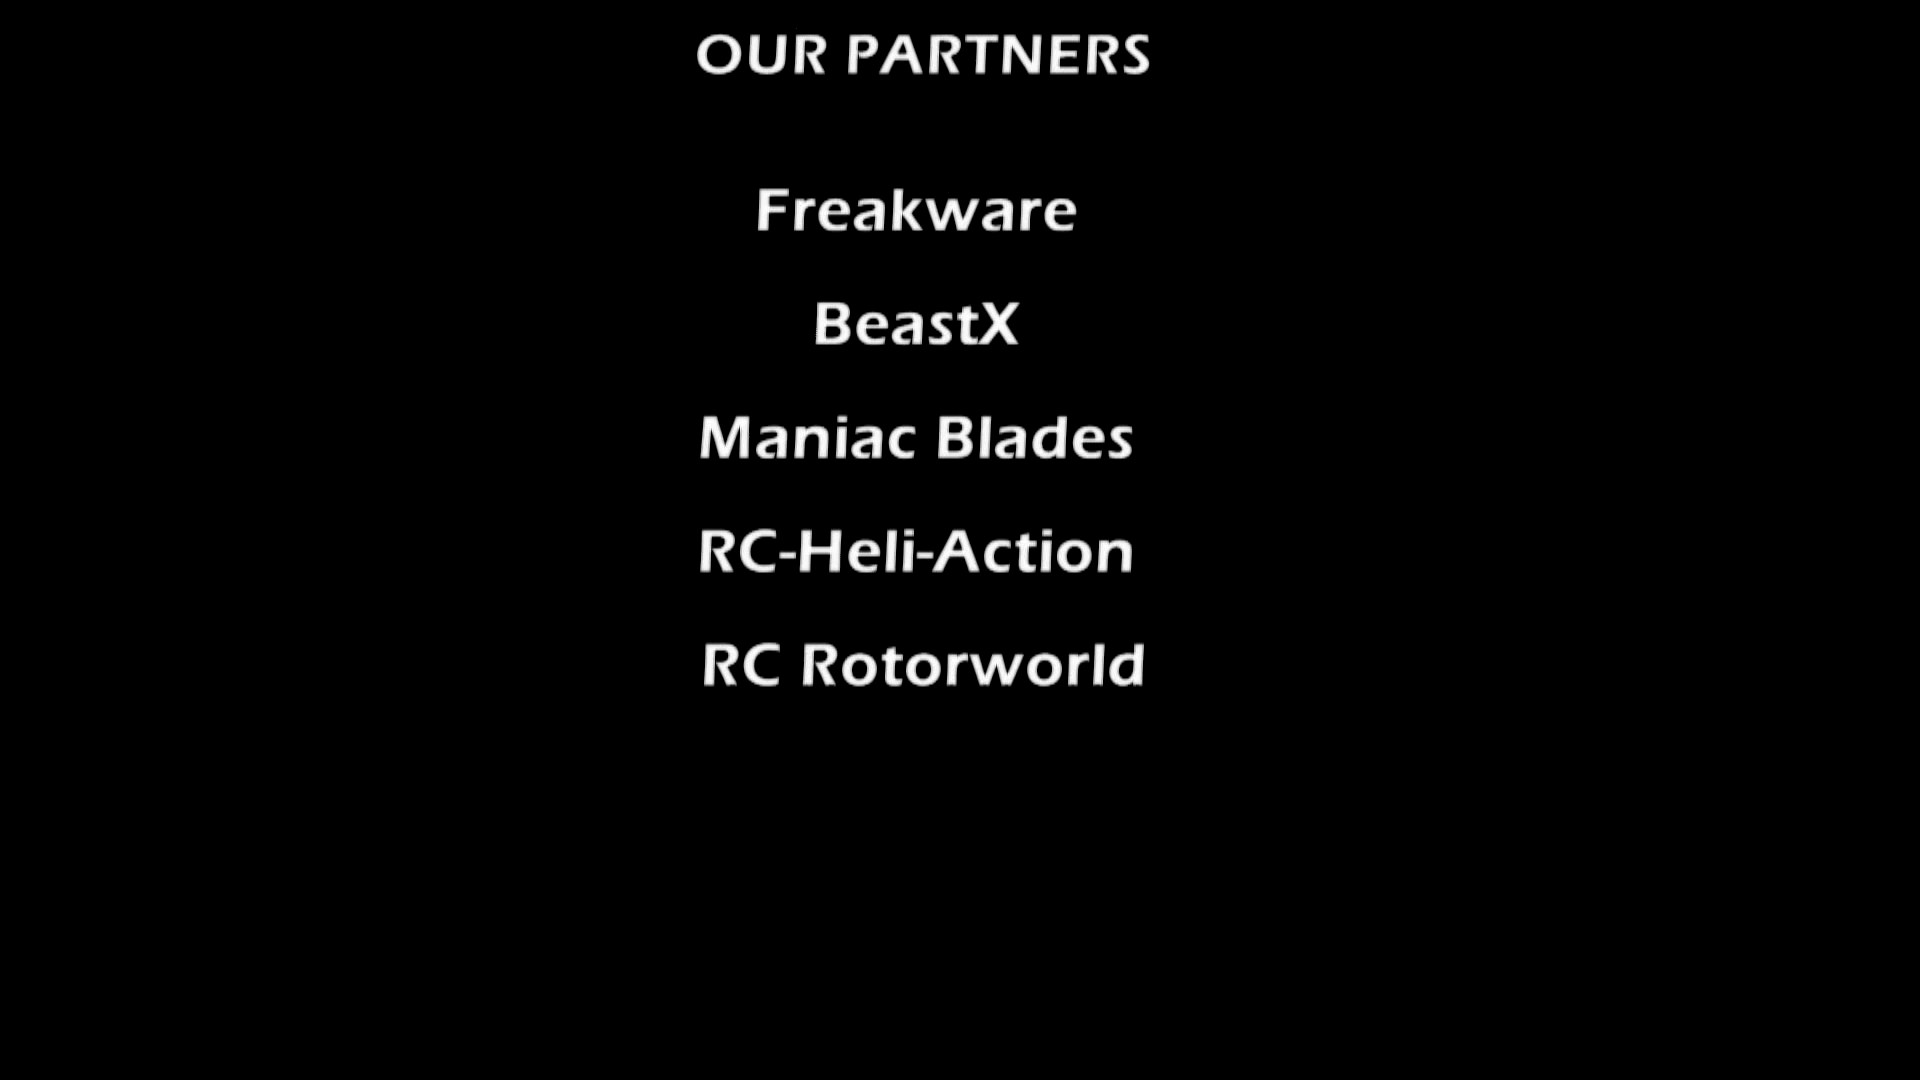 OUR PARTNERS
Freakware
BeastX
Maniac Blades
RC-Heli-Action
RC Rotorworld